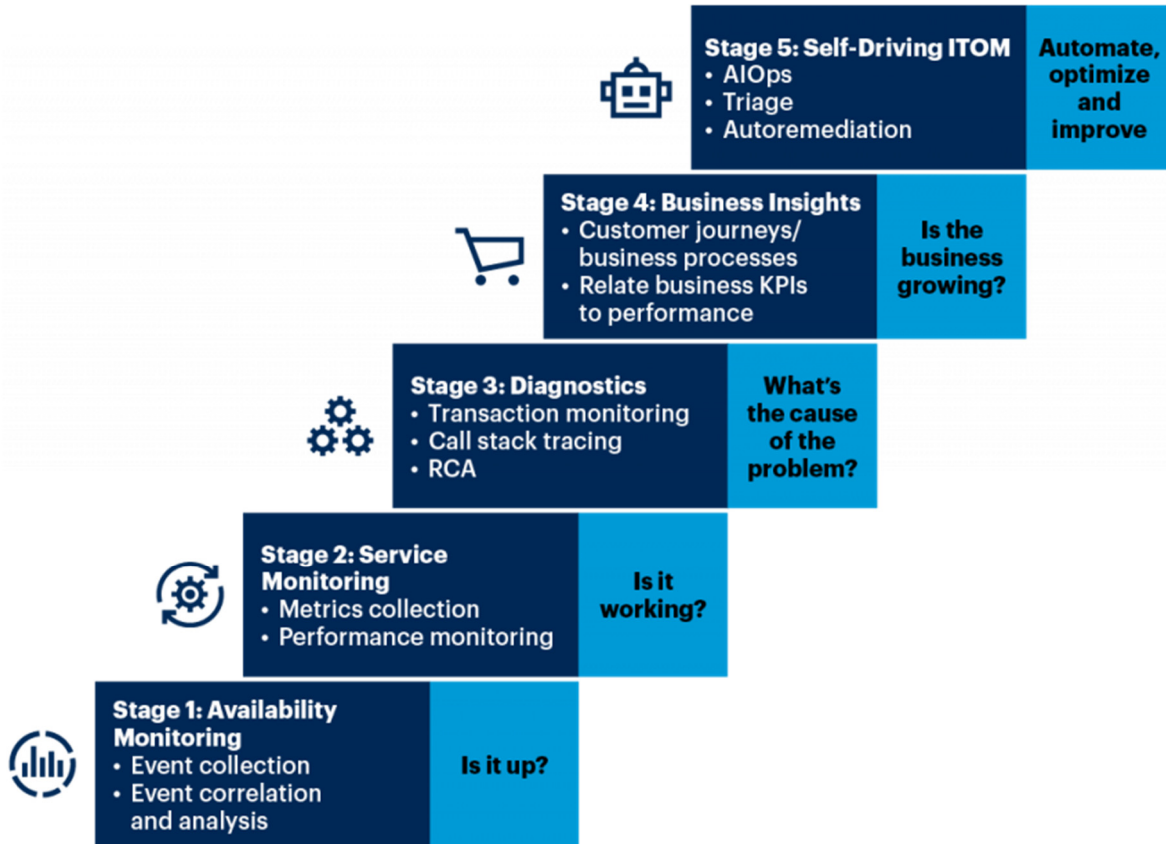 Stage 5: Self-Driving ITOM
• AIOps
• Triage
• Autoremediation
Automate,
optimize
and
improve
Stage 4: Business Insights
• Customer journeys/
business processes
• Relate business KPIs
to performance
Is the
business
growing?
Stage 3: Diagnostics
• Transaction monitoring
• Call stack tracing
• RCA
What's
the cause
of the
problem?
Stage 2: Service
Monitoring
• Metrics collection
• Performance monitoring
Is it
working?
Stage 1: Availability
Monitoring
• Event collection
• Event correlation
and analysis
Is it up?